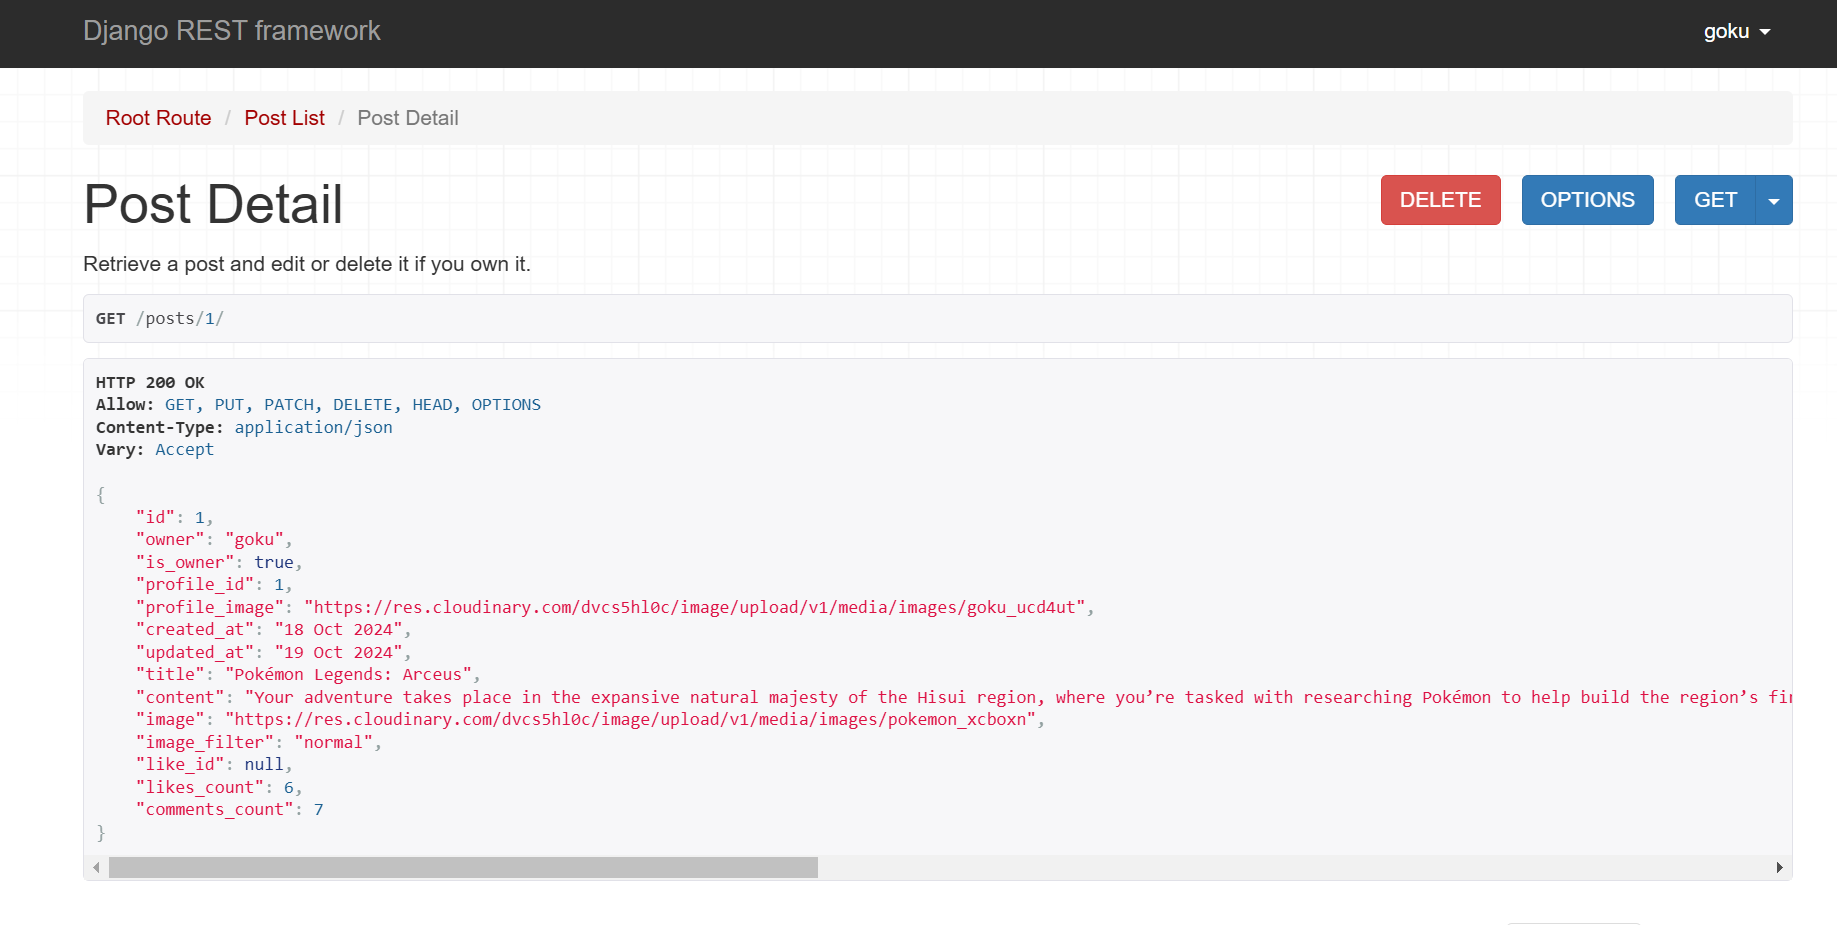 Django REST framework
goku
Root Route / Post List / Post Detail
Post Detail
DELETE
OPTIONS
GET
Retrieve a post and edit or delete it if you own it.
GET /posts/1/
HTTP 200 OK
Allow: GET, PUT, PATCH, DELETE, HEAD, OPTIONS
Content-Type: application/json
Vary: Accept
{
"id": 1,
"owner": "goku",
"is_owner": true,
"profile_id": 1,
"profile_image": "https://res.cloudinary.com/dvcs5hl0c/image/upload/v1/media/images/goku_ucd4ut",
"created_at": "18 Oct 2024",
"updated_at": "19 Oct 2024",
"title": "Pokémon Legends: Arceus",
"content": "Your adventure takes place in the expansive natural majesty of the Hisui region, where you’re tasked with researching Pokémon to help build the region’s
"image": "https://res.cloudinary.com/dvcs5hl0c/image/upload/v1/media/images/pokemon_xcboxn",
"image_filter": "normal",
"like_id": null,
"likes_count": 6,
"comments_count": 7
}